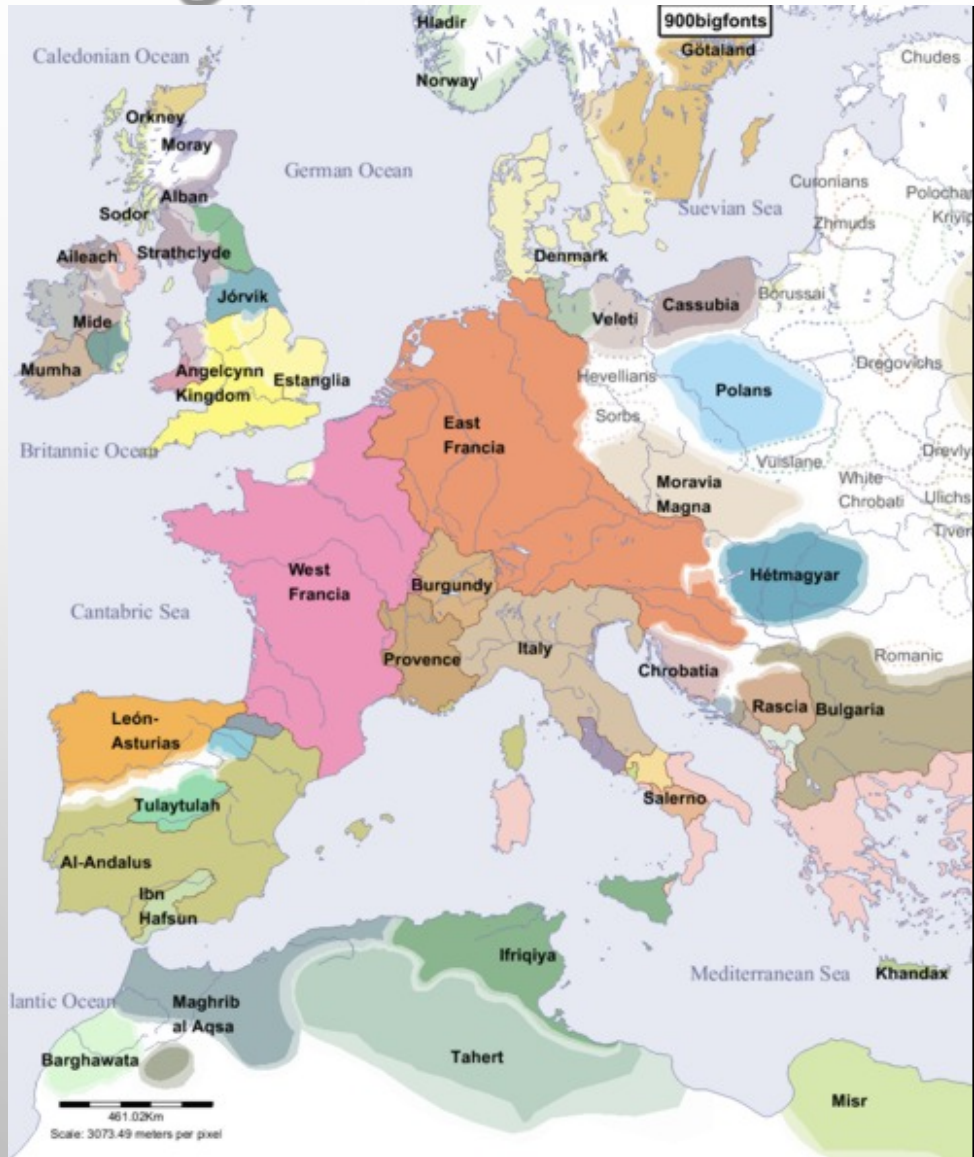 Hladir
900bigfonts
Götaland
Caledonian Ocean
Chudes
Norway
Orkney
Moray
German Ocean
Curonians
Alban
Sodor
Suevian Sea
Zhmuds
Aileach
Strathclyde
Denmark
Jórvik
Borussai
Mide
Veleti
Cassubia
Mumha
Angelcynn
Kingdom
Estanglia
Hevellians
Polans
Dregovichs
Sorbs
East
Francia
Britannic Ocean
Vuislane
Moravia
Magna
White
Chrobati
Ulichs
West
Francia
Burgundy
Hétmagyar
Cantabric Sea
Provence
Italy
Chrobatia
Romanic
León-
Asturias
Rascia
Bulgaria
Tulaytulah
Salerno
Al-Andalus
Ibn
Hafsun
Ifriqiya
Mediterranean Sea
Khandax
lantic Ocean
Maghrib
al Aqsa
Barghawata
Tahert
Misr
461.02Km
Scale: 3073.49 meters per pixel